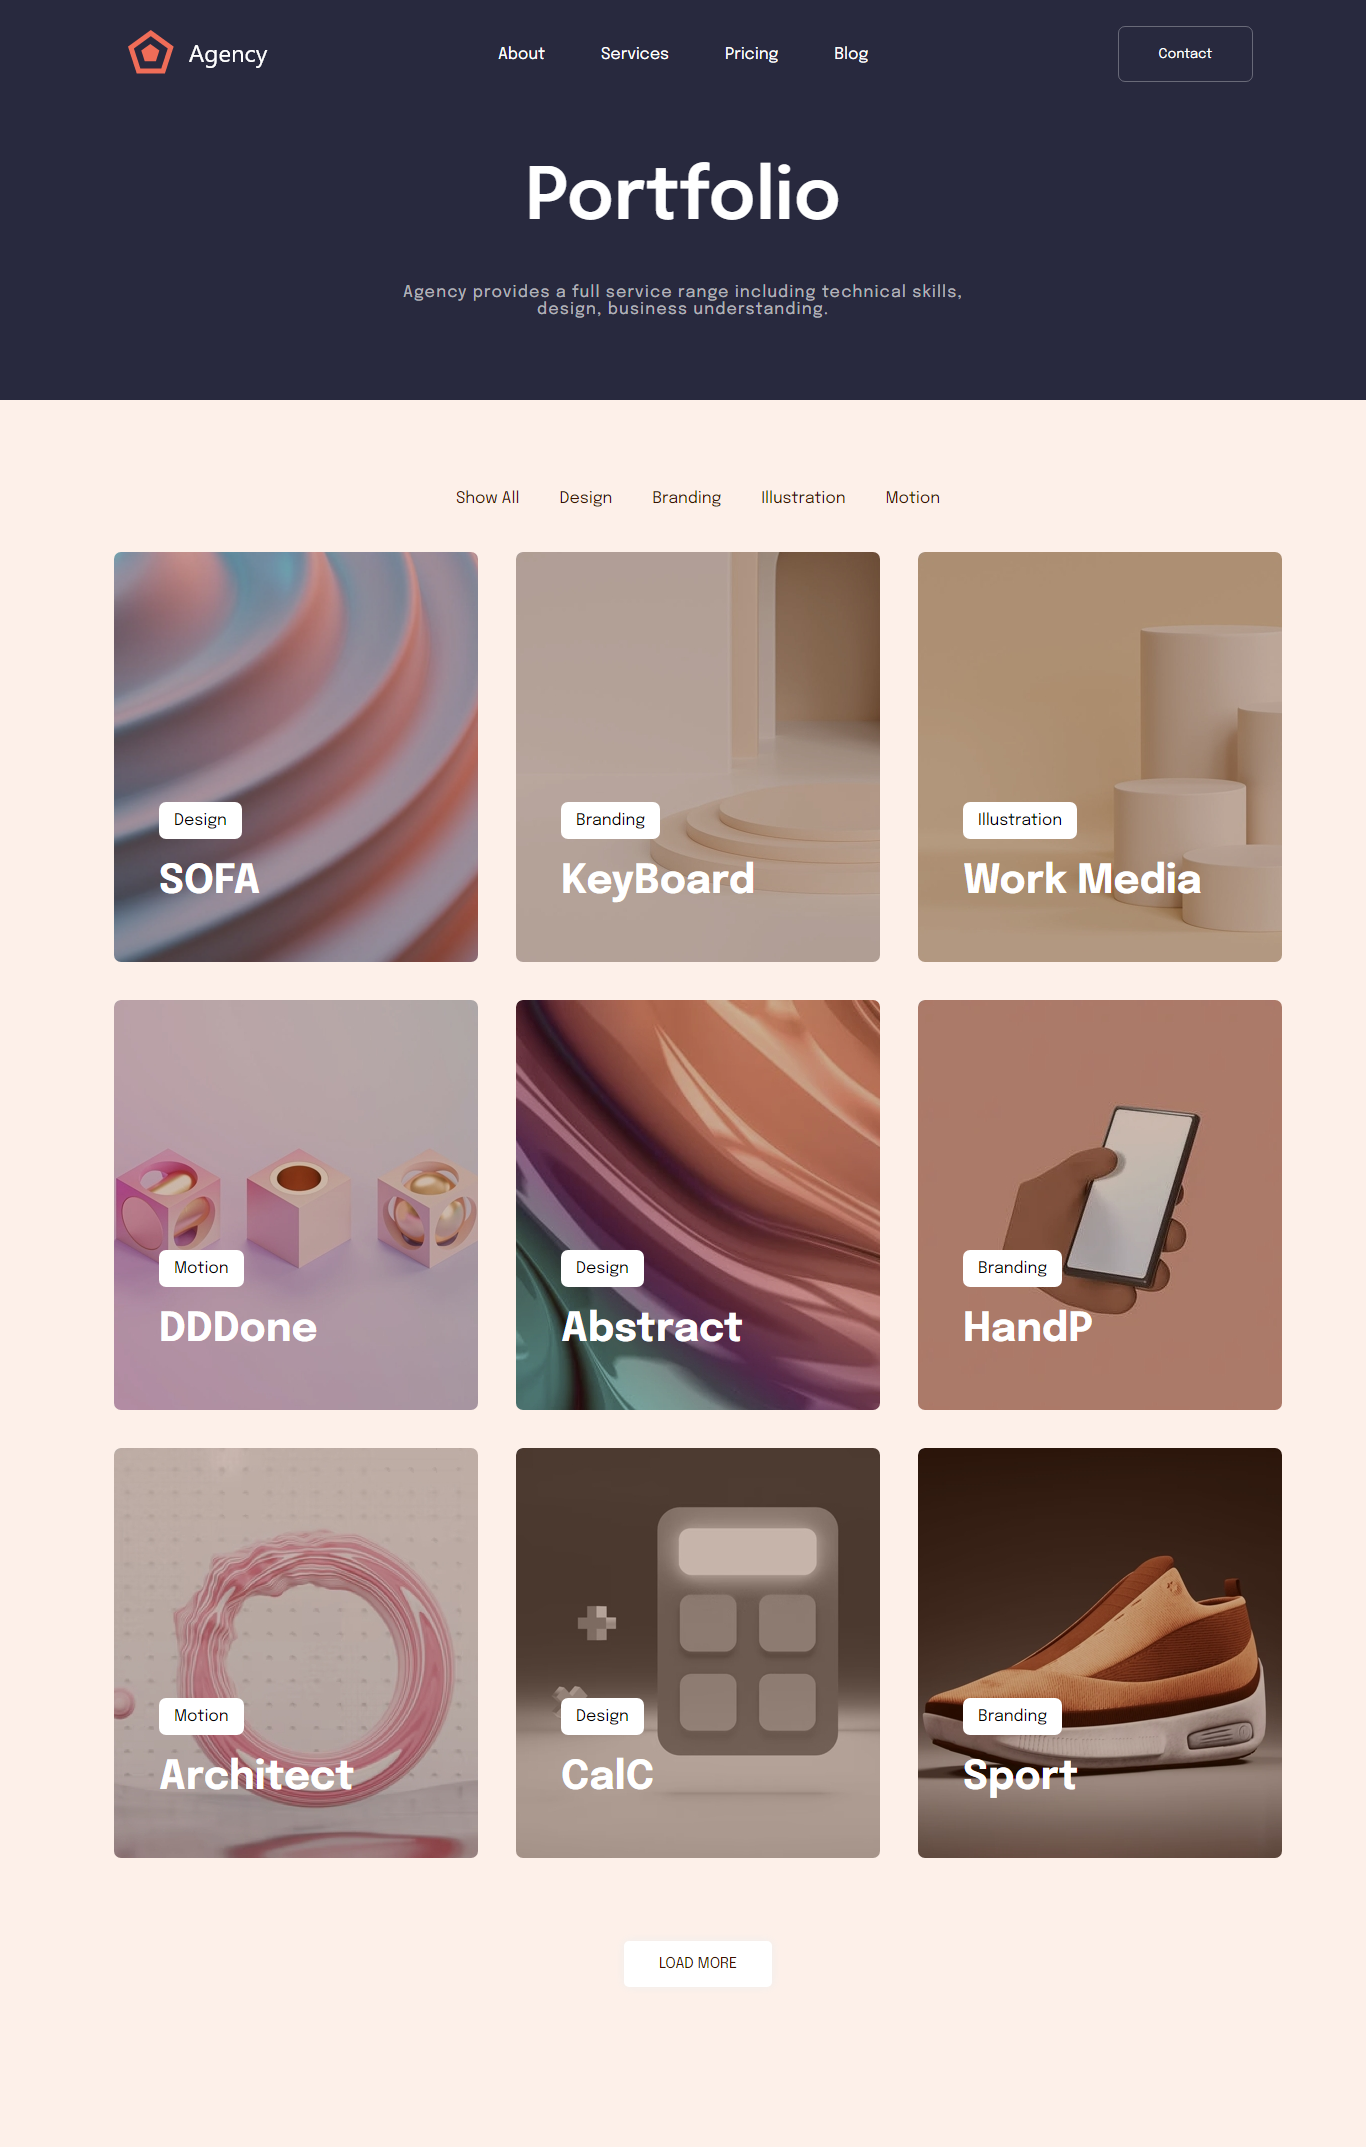 Agency
About Services Pricing Blog
Contact
Portfolio
Agency provides a full service range including technical skills,
design, business understanding.
Show All Design Branding Illustration Motion
Design
SOFA
Branding
KeyBoard
Illustration
Work Media
Motion
DDDone
Design
Abstract
Branding
HandP
Motion
Architect
Design
CalC
Branding
Sport
LOAD MORE